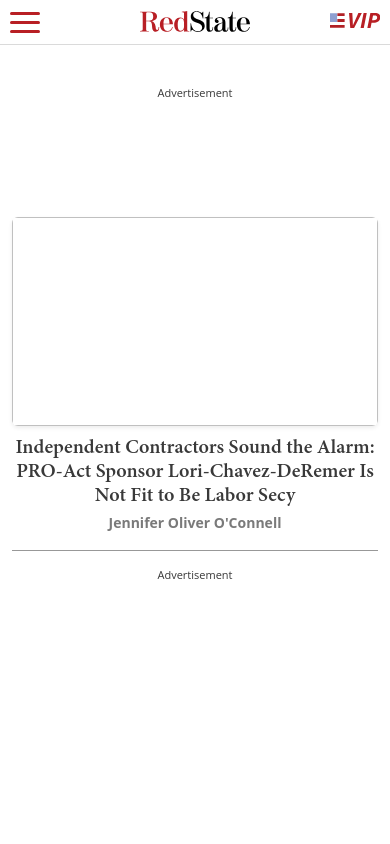 RedState
VIP
Advertisement
Independent Contractors Sound the Alarm:
PRO-Act Sponsor Lori-Chavez-DeRemer Is
Not Fit to Be Labor Secy
Jennifer Oliver O'Connell
Advertisement